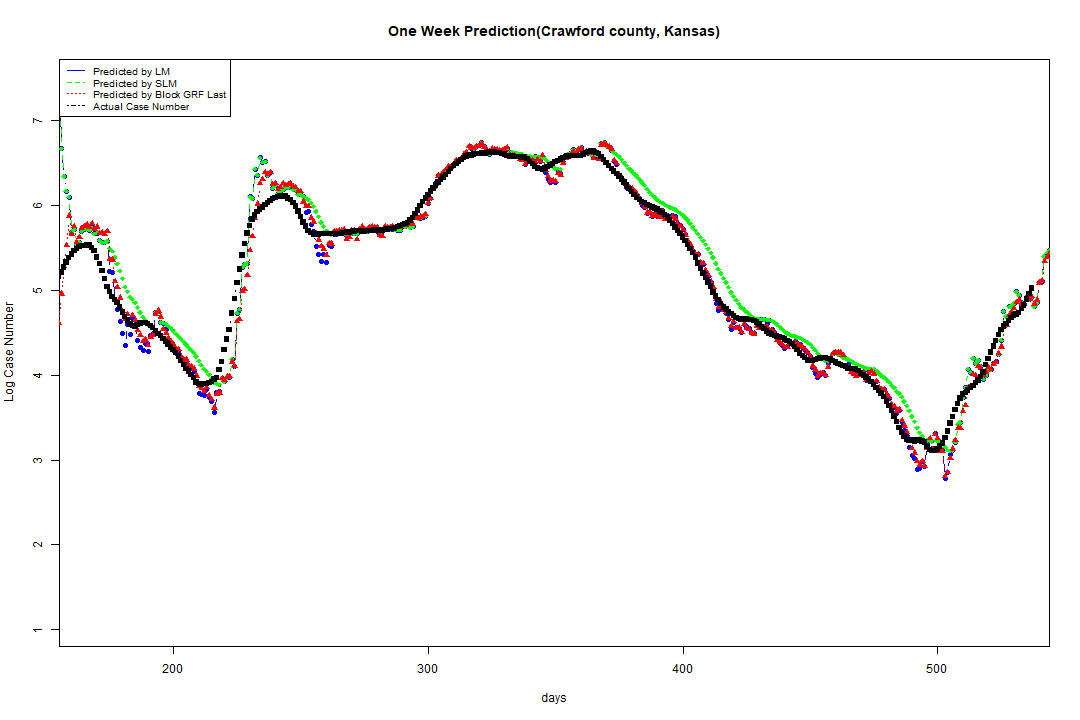 One Week Prediction(Crawford county, Kansas)
Predicted by LM
Predicted by SLM
Predicted by Block GRF Last
Actual Case Number
7
6
5
4
3
2
1
Log Case Number
200 300 400 500
days